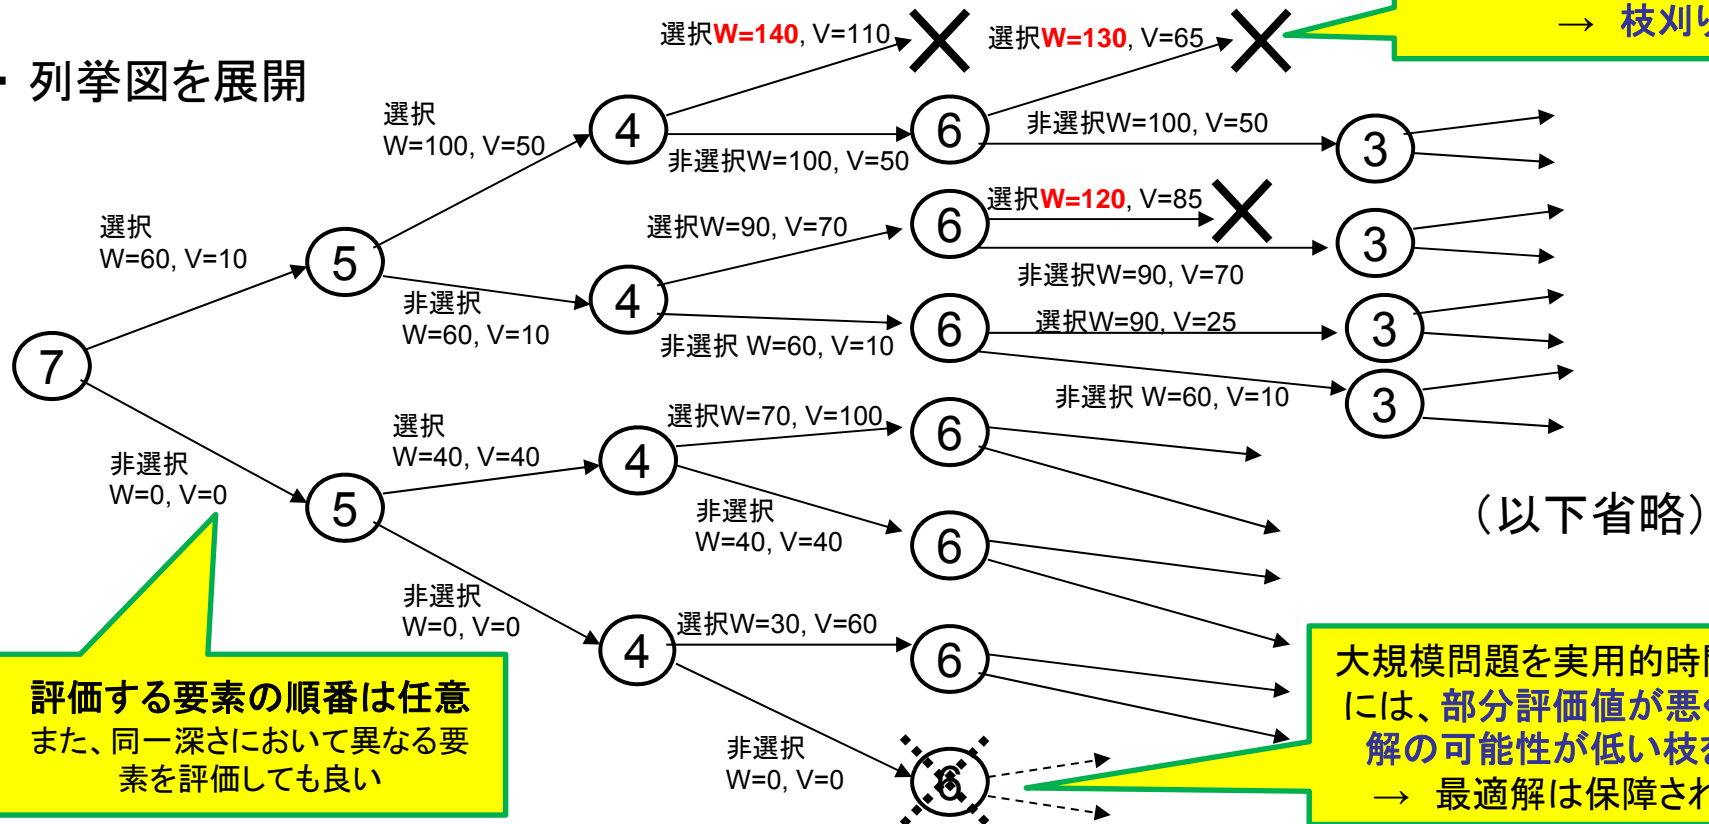 ・ 列挙図を展開
→ 枝刈り
選択W=140, V=110
選択W=130, V=65
選択
W=100, V=50
4
非選択W=100, V=50
6
非選択W=100, V=50
3
選択
W=60, V=10
5
選択W=90, V=70
6
選択W=120, V=85
非選択W=90, V=70
3
非選択
W=60, V=10
4
非選択 W=60, V=10
6
選択W=90, V=25
3
非選択 W=60, V=10
3
7
非選択
W=0, V=0
5
選択
W=40, V=40
4
選択W=70, V=100
6
非選択
W=40, V=40
6
非選択
W=0, V=0
4
選択W=30, V=60
6
非選択
W=0, V=0
6
(以下省略)
評価する要素の順番は任意
また、同一深さにおいて異なる要
素を評価しても良い
大規模問題を実用的時間
には、部分評価値が悪く
解の可能性が低い枝を
→ 最適解は保障され